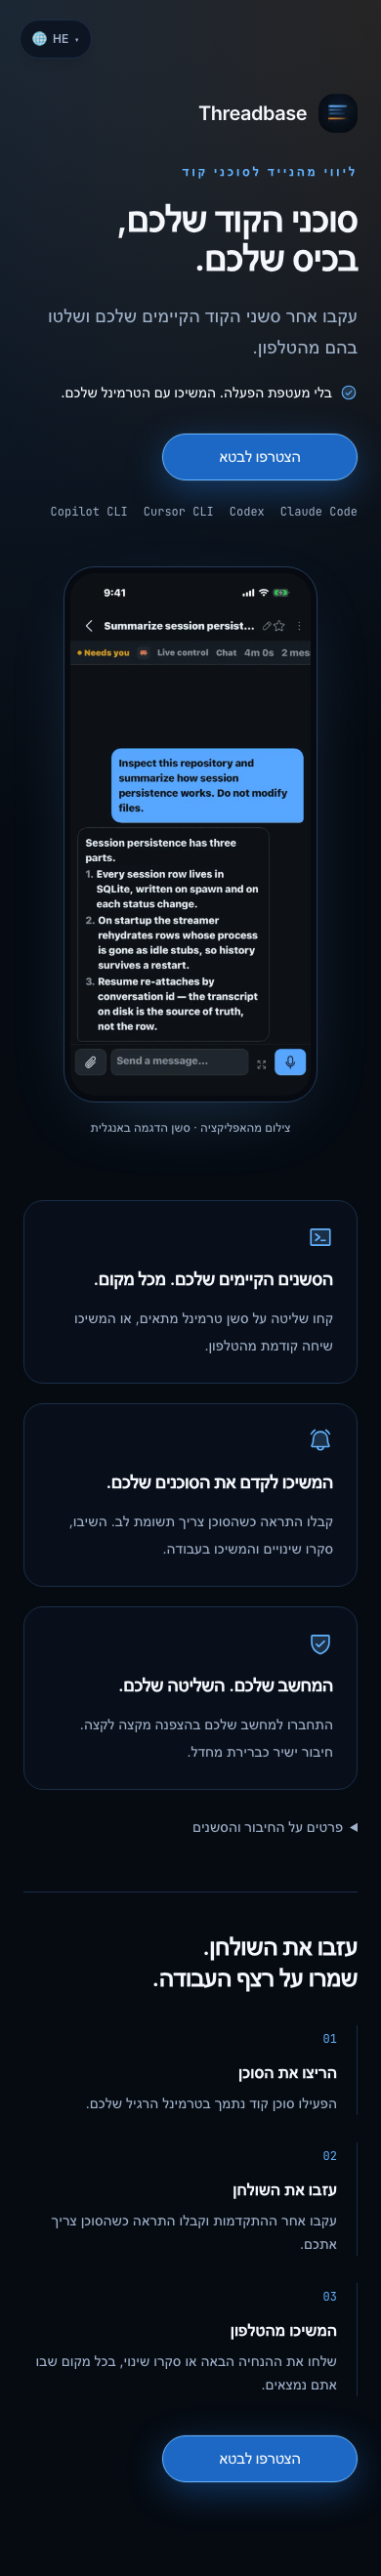 HE
Threadbase
ליווי מהנייד לסוכני קוד
סוכני הקוד שלכם,
בכיס שלכם.
עקבו אחר סשני הקוד הקיימים שלכם ושלטו
בהם מהטלפון.
בלי מעטפת הפעלה. המשיכו עם הטרמינל שלכם.
הצטרפו לבטא
Claude Code Codex Cursor CLI Copilot CLI
9:41
Summarize session persist...
Needs you Live control Chat 4m 0s 2 mes
Inspect this repository and
summarize how session
persistence works. Do not modify
files.
Session persistence has three
parts.
1. Every session row lives in
SQLite, written on spawn and on
each status change.
2. On startup the streamer
rehydrates rows whose process
is gone as idle stubs, so history
survives a restart.
3. Resume re-attaches by
conversation id — the transcript
on disk is the source of truth,
not the row.
Send a message...
צילום מהאפליקציה · סשן הדגמה באנגלית
הסשנים הקיימים שלכם. מכל מקום.
קחו שליטה על סשן טרמינל מתאים, או המשיכו
שיחה קודמת מהטלפון.
המשיכו לקדם את הסוכנים שלכם.
קבלו התראה כשהסוכן צריך תשומת לב. השיבו,
סקרו שינויים והמשיכו בעבודה.
המחשב שלכם. השליטה שלכם.
התחברו למחשב שלכם בהצפנה מקצה לקצה.
חיבור ישיר כברירת מחדל.
פרטים על החיבור והסשנים
עזבו את השולחן.
שמרו על רצף העבודה.
01
הריצו את הסוכן
הפעילו סוכן קוד נתמך בטרמינל הרגיל שלכם.
02
עזבו את השולחן
עקבו אחר ההתקדמות וקבלו התראה כשהסוכן צריך
אתכם.
03
המשיכו מהטלפון
שלחו את ההנחיה הבאה או סקרו שינוי, בכל מקום שבו
אתם נמצאים.
הצטרפו לבטא